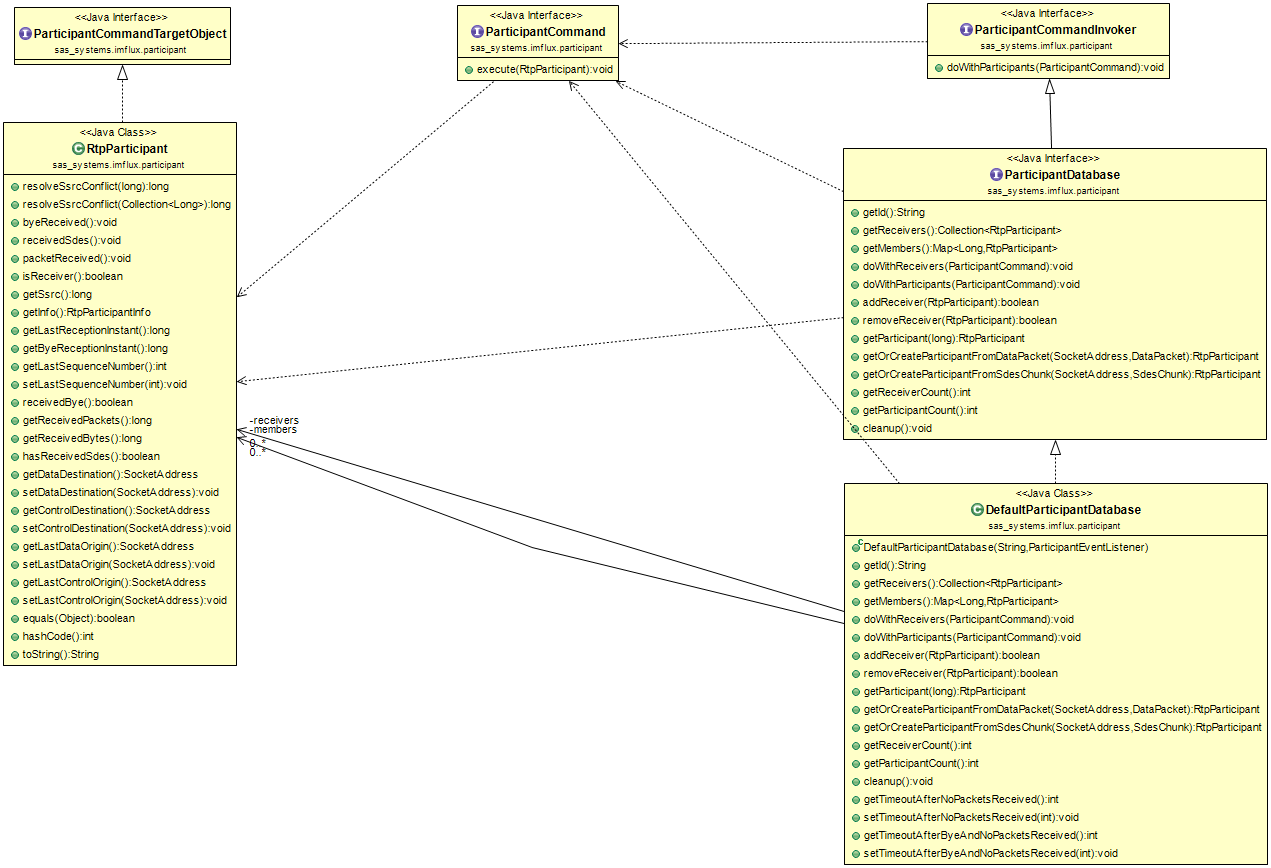 <<Java Interface>>
ParticipantCommandTargetObject
sas_systems.imflux.participant
<<Java Interface>>
ParticipantCommand
sas_systems.imflux.participant
execute(RtpParticipant):void
<<Java Interface>>
ParticipantCommandInvoker
sas_systems.imflux.participant
doWithParticipants(ParticipantCommand):void
<<Java Class>>
RtpParticipant
sas_systems.imflux.participant
resolveSsrcConflict(long):long
resolveSsrcConflict(Collection<Long>):long
byeReceived():void
receivedSdes():void
packetReceived():void
isReceiver():boolean
getSsrc():long
getInfo():RtpParticipantInfo
getLastReceptionInstant():long
getByeReceptionInstant():long
getLastSequenceNumber():int
setLastSequenceNumber(int):void
receivedBye():boolean
getReceivedPackets():long
getReceivedBytes():long
hasReceivedSdes():boolean
getDataDestination():SocketAddress
setDataDestination(SocketAddress):void
getControlDestination():SocketAddress
setControlDestination(SocketAddress):void
getLastDataOrigin():SocketAddress
setLastDataOrigin(SocketAddress):void
getLastControlOrigin():SocketAddress
setLastControlOrigin(SocketAddress):void
equals(Object):boolean
hashCode():int
toString():String
-receivers
-members
0..*
0..*
<<Java Interface>>
ParticipantDatabase
sas_systems.imflux.participant
getId():String
getReceivers():Collection<RtpParticipant>
getMembers():Map<Long,RtpParticipant>
doWithReceivers(ParticipantCommand):void
doWithParticipants(ParticipantCommand):void
addReceiver(RtpParticipant):boolean
removeReceiver(RtpParticipant):boolean
getParticipant(long):RtpParticipant
getOrCreateParticipantFromDataPacket(SocketAddress,DataPacket):RtpParticipant
getOrCreateParticipantFromSdesChunk(SocketAddress,SdesChunk):RtpParticipant
getReceiverCount():int
getParticipantCount():int
cleanup():void
<<Java Class>>
DefaultParticipantDatabase
sas_systems.imflux.participant
DefaultParticipantDatabase(String,ParticipantEventListener)
getId():String
getReceivers():Collection<RtpParticipant>
getMembers():Map<Long,RtpParticipant>
doWithReceivers(ParticipantCommand):void
doWithParticipants(ParticipantCommand):void
addReceiver(RtpParticipant):boolean
removeReceiver(RtpParticipant):boolean
getParticipant(long):RtpParticipant
getOrCreateParticipantFromDataPacket(SocketAddress,DataPacket):RtpParticipant
getOrCreateParticipantFromSdesChunk(SocketAddress,SdesChunk):RtpParticipant
getReceiverCount():int
getParticipantCount():int
cleanup():void
getTimeoutAfterNoPacketsReceived():int
setTimeoutAfterNoPacketsReceived(int):void
getTimeoutAfterByeAndNoPacketsReceived():int
setTimeoutAfterByeAndNoPacketsReceived(int):void